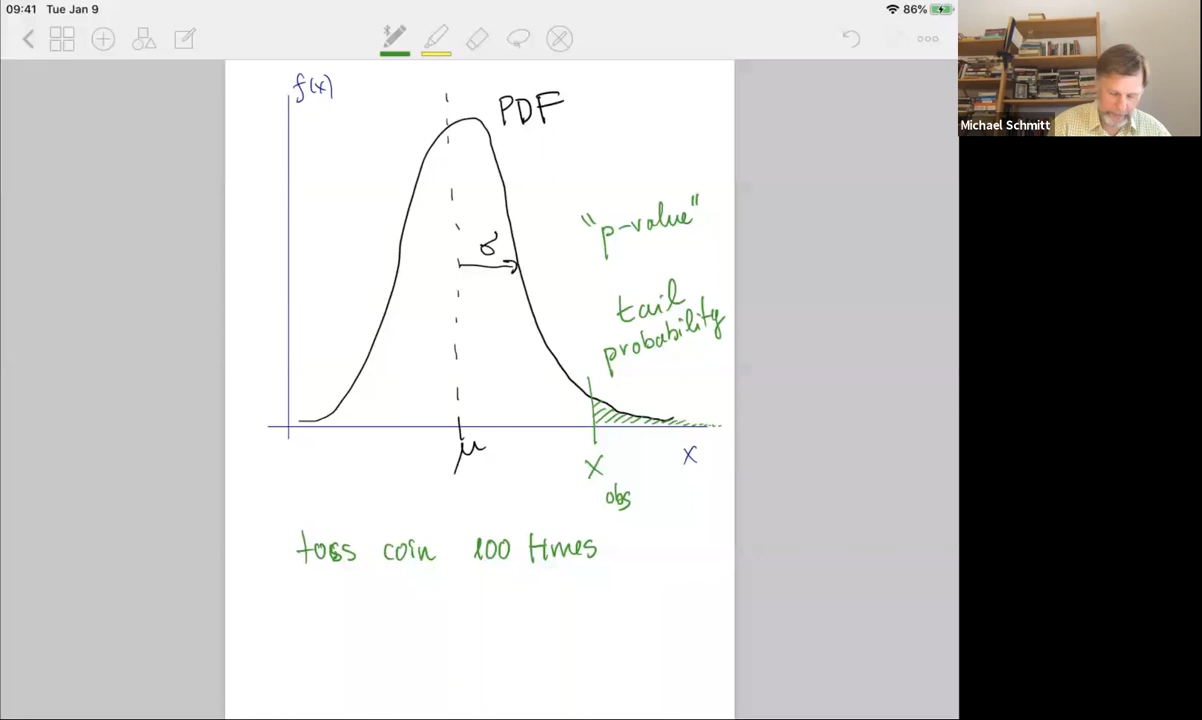 09:41 Tue Jan 9
86%
Michael Schmitt
f(x)
PDF
"p-value"
σ
tail
probability
μ
x
x
obs
toss coin 100 times